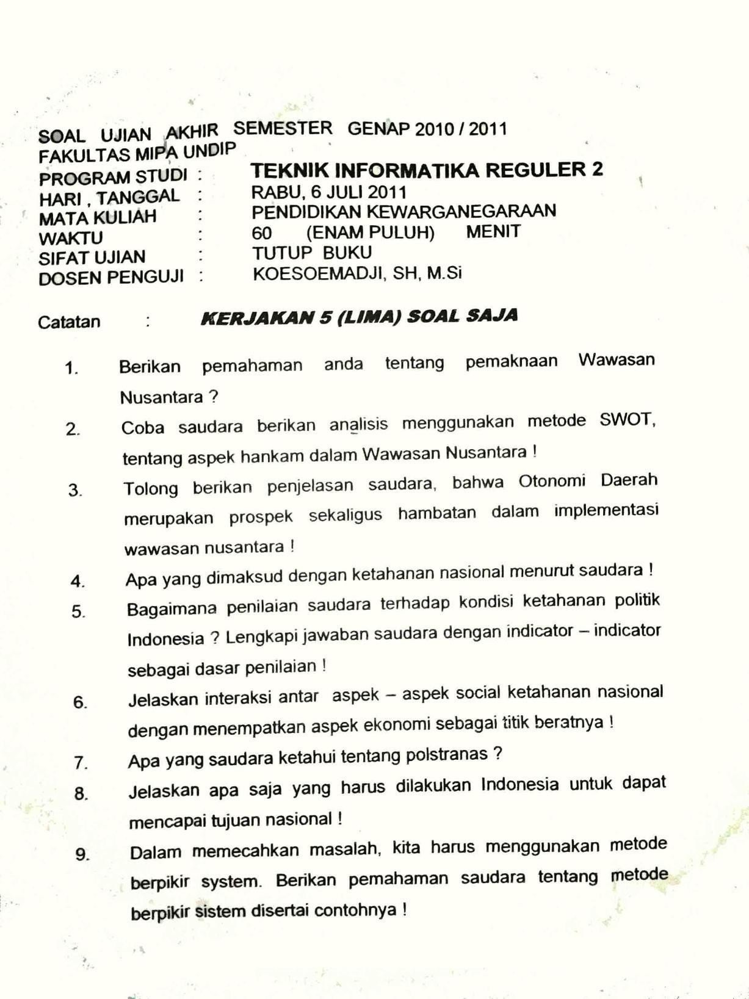 SOAL UJIAN AKHIR SEMESTER GENAP 2010 / 2011
FAKULTAS MIPA UNDIP
PROGRAM STUDI : TEKNIK INFORMATIKA REGULER 2
HARI , TANGGAL : RABU, 6 JULI 2011
MATA KULIAH : PENDIDIKAN KEWARGANEGARAAN
WAKTU : 60 (ENAM PULUH) MENIT
SIFAT UJIAN : TUTUP BUKU
DOSEN PENGUJI : KOESOEMADJI, SH, M.Si
Catatan : KERJAKAN 5 (LIMA) SOAL SAJA
1. Berikan pemahaman anda tentang pemaknaan Wawasan
Nusantara ?
2. Coba saudara berikan analisis menggunakan metode SWOT,
tentang aspek hankam dalam Wawasan Nusantara !
3. Tolong berikan penjelasan saudara, bahwa Otonomi Daerah
merupakan prospek sekaligus hambatan dalam implementasi
wawasan nusantara !
4. Apa yang dimaksud dengan ketahanan nasional menurut saudara !
5. Bagaimana penilaian saudara terhadap kondisi ketahanan politik
Indonesia ? Lengkapi jawaban saudara dengan indicator – indicator
sebagai dasar penilaian !
6. Jelaskan interaksi antar aspek – aspek social ketahanan nasional
dengan menempatkan aspek ekonomi sebagai titik beratnya !
7. Apa yang saudara ketahui tentang polstranas ?
8. Jelaskan apa saja yang harus dilakukan Indonesia untuk dapat
mencapai tujuan nasional !
9. Dalam memecahkan masalah, kita harus menggunakan metode
berpikir system. Berikan pemahaman saudara tentang metode
berpikir sistem disertai contohnya !